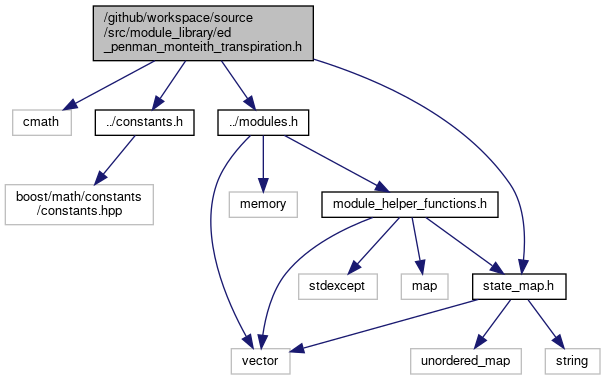 /github/workspace/source
/src/module_library/ed
_penman_monteith_transpiration.h
cmath
../constants.h
../modules.h
boost/math/constants
/constants.hpp
memory
module_helper_functions.h
stdexcept
map
state_map.h
vector
unordered_map
string